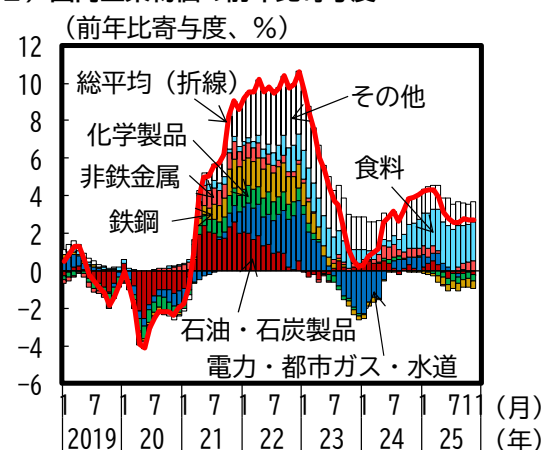 （前年比寄与度、％）
12
10
8
6
4
2
0
−2
−4
−6
総平均（折線）
その他
化学製品
非鉄金属
食料
鉄鋼
石油・石炭製品
電力・都市ガス・水道
1 7 1 7 1 7 1 7 1 7 1 7 1 7 11（月）
2019 20 21 22 23 24 25（年）